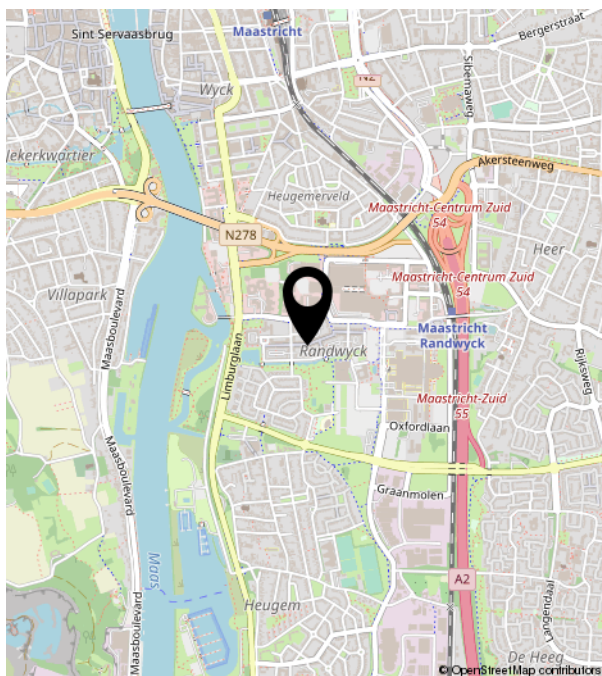 Sint Servaasbrug
Maastricht
Bergerstraat
Wyck
N2
Sibemaweg
Jekerkwartier
Akersteenweg
Heugemerveld
Maastricht-Centrum Zuid
54
N278
Heer
Villapark
Maasboulevard
Maastricht-Centrum Zuid
54
Maastricht
Randwyck
Randwyck
Limburglaan
Rijksweg
Maastricht-Zuid
55
Oxfordlaan
Maasboulevard
Graanmolen
Maas
A2
Maasboulevard
Heugem
Langendaal
De Heeg
© OpenStreetMap contributors